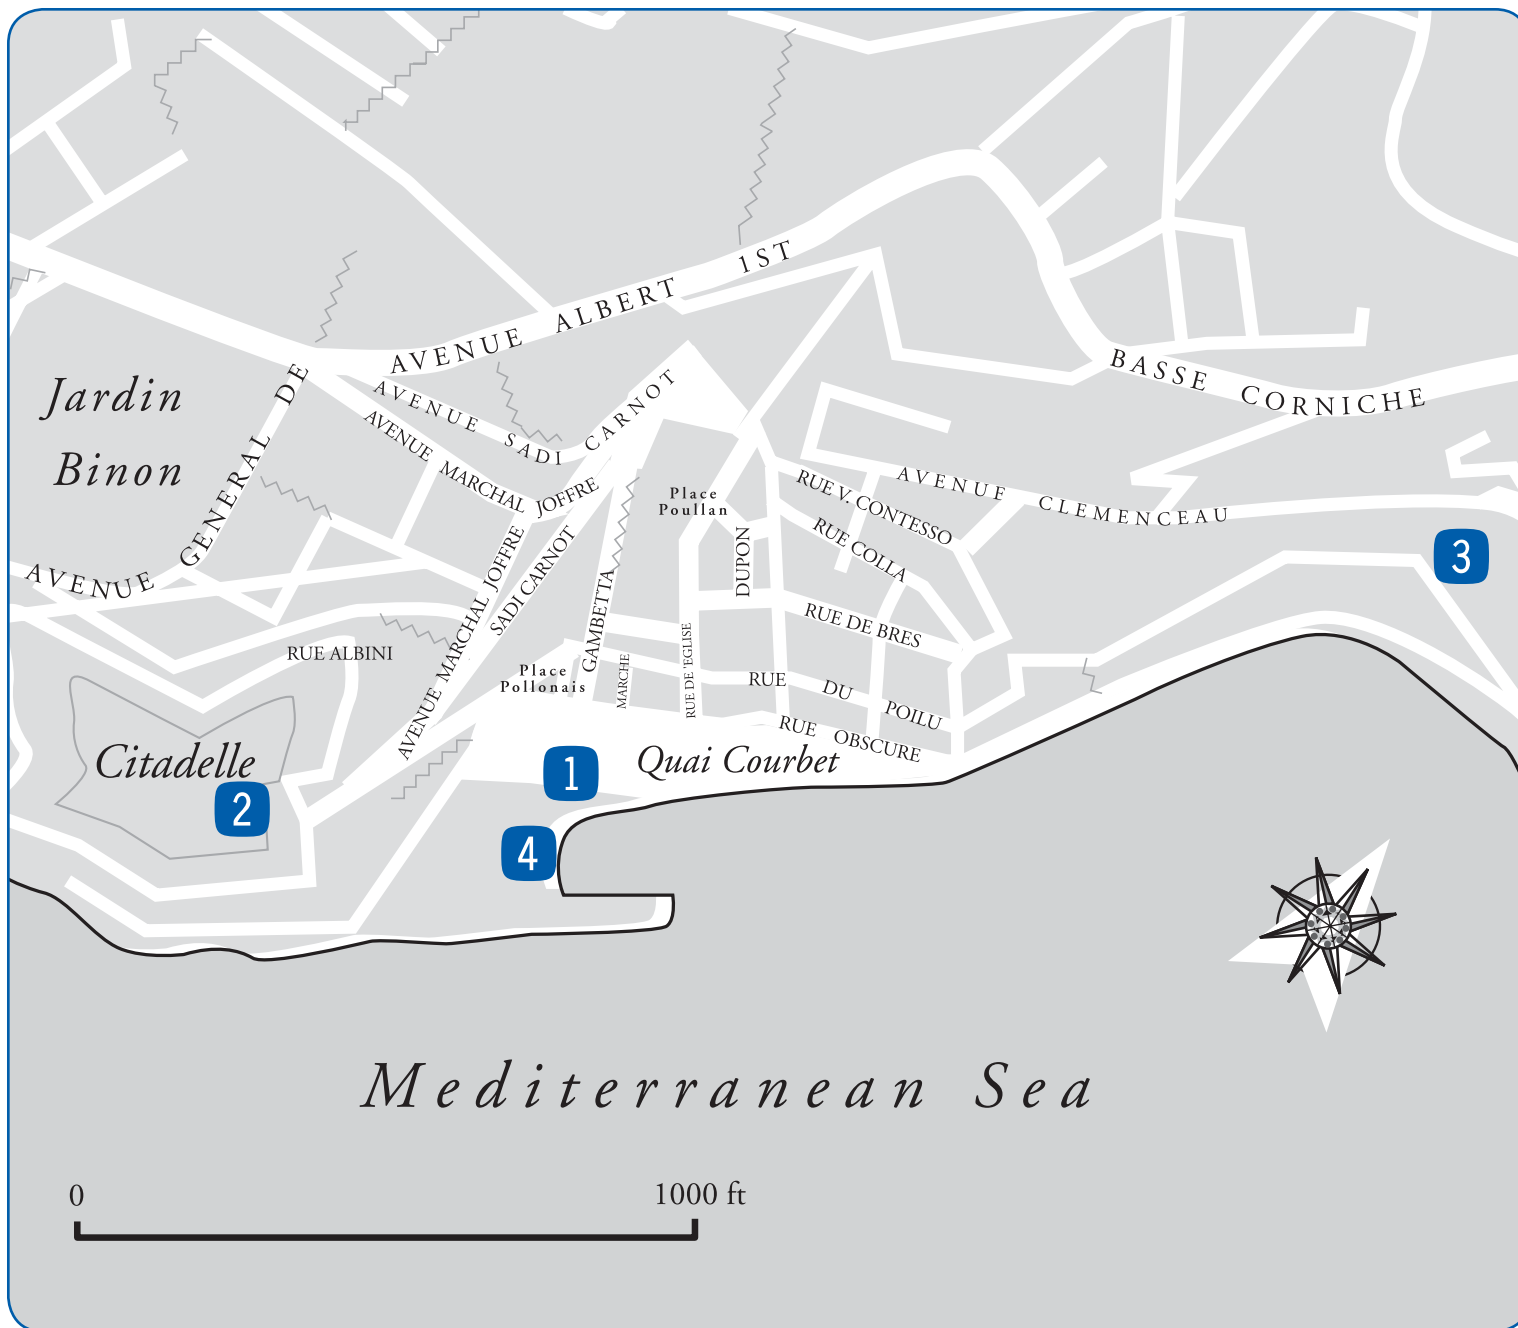 AVENUE ALBERT 1ST
BASSE CORNICHE
Jardin
Binon
AVENUE GENERAL DE
AVENUE SADI CARNOT
AVENUE MARCHAL JOFFRE
AVENUE MARCHAL JOFFRE
SADI CARNOT
GAMBETTA
Place
Poullan
DUPON
RUE V. CONTESSO
RUE COLLA
AVENUE CLEMENCEAU
3
RUE DE BRES
RUE ALBINI
Place
Pollonais
MARCHE
RUE DE 'EGLISE
RUE DU POILU
RUE OBSCURE
Citadelle
2
1
Quai Courbet
4
Mediterranean Sea
0
1000 ft